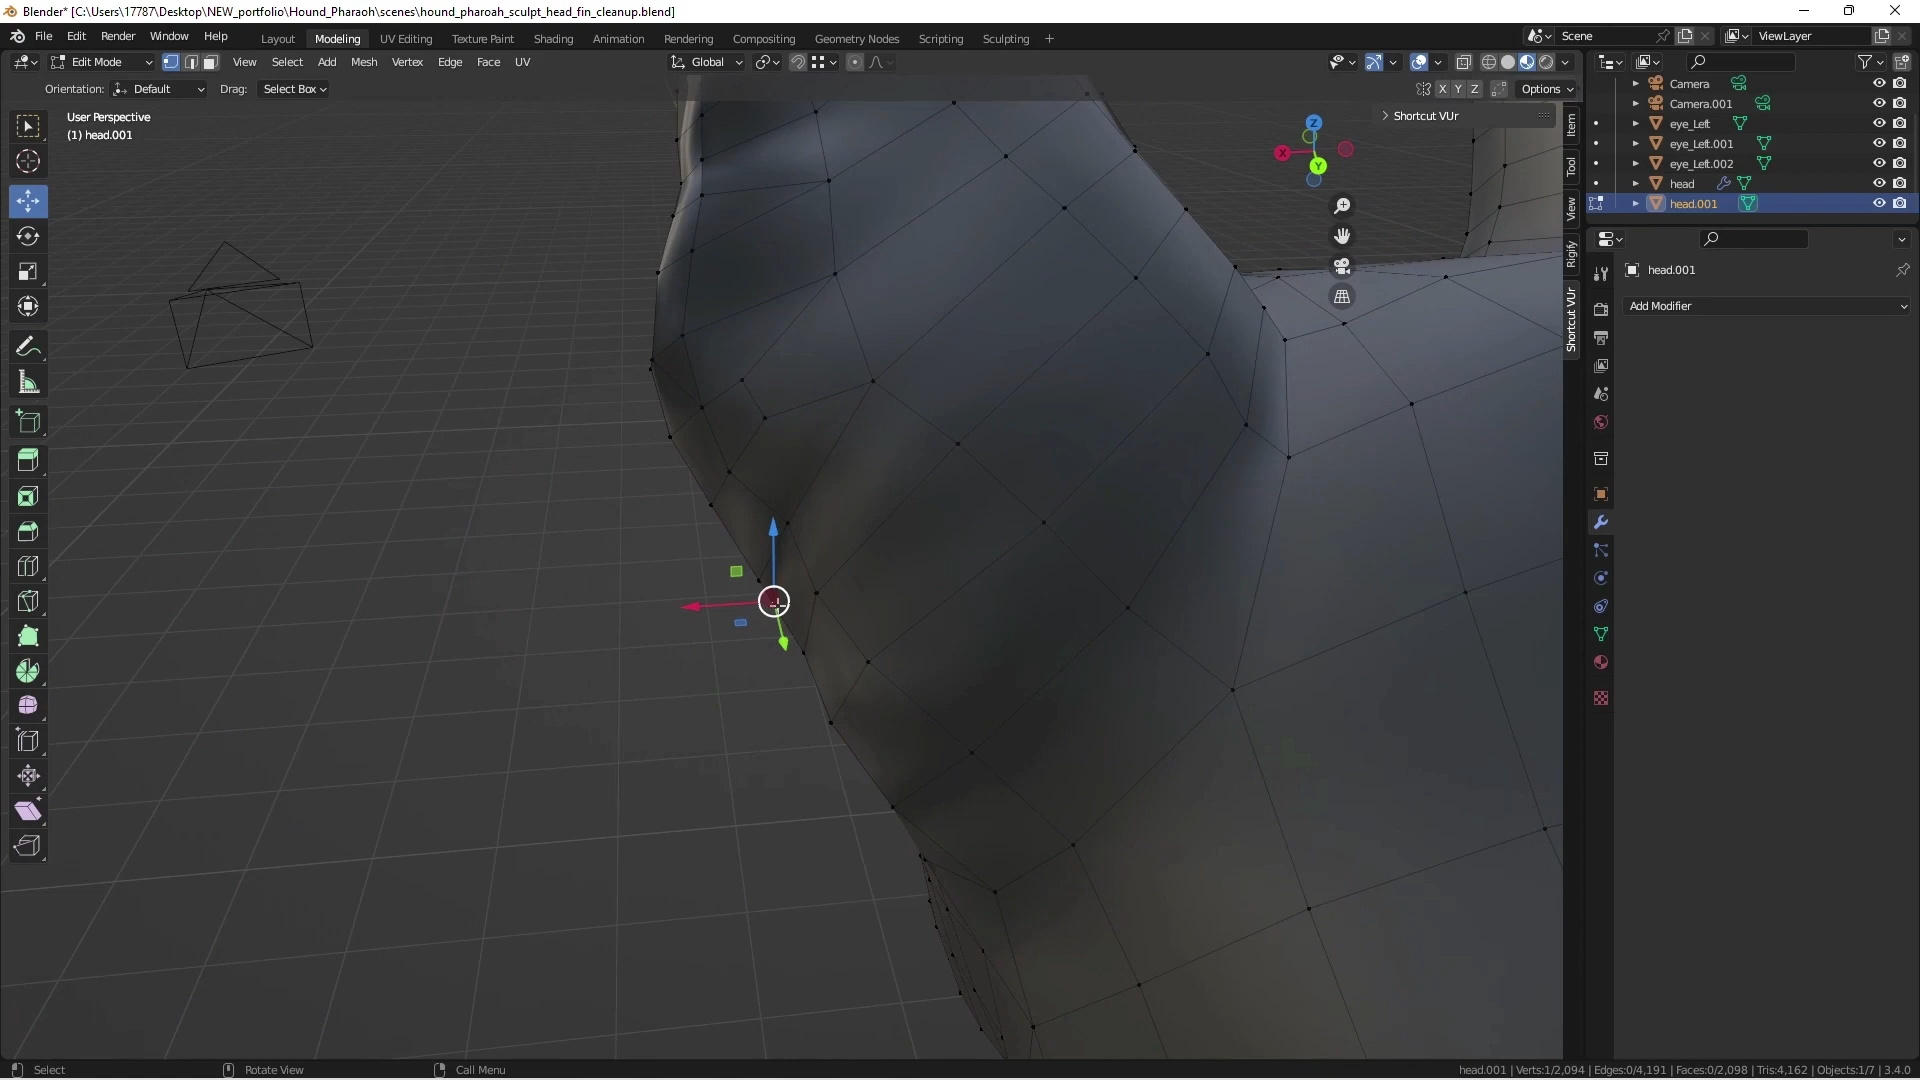 Blender* [C:\Users\17787\Desktop\NEW_portfolio\Hound_Pharaoh\scenes\hound_pharoah_sculpt_head_fin_cleanup.blend]
File Edit Render Window Help Layout Modeling UV Editing Texture Paint Sculpting Shading Animation Rendering Compositing Geometry Nodes Scripting Sculpting + Scene ViewLayer
Edit Mode View Select Add Mesh Vertex Edge Face UV Global
Orientation: Default Drag: Select Box X Y Z Options
User Perspective
(1) head.001
Shortcut VUr
Item
Tool
View
Rigify
Shortcut VUr
Z
X
Y
Camera
Camera.001
eye_Left
eye_Left.001
eye_Left.002
head
head.001
head.001
Add Modifier
Select Rotate View Call Menu head.001 | Verts:1/2,094 | Edges:0/4,191 | Faces:0/2,098 | Tris:4,162 | Objects:1/7 | 3.4.0